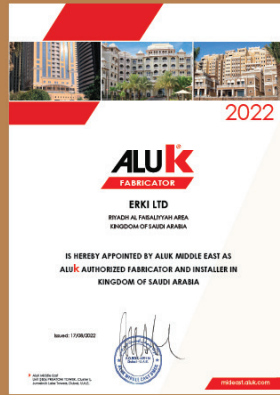 2022
ALUK
FABRICATOR
ERKI LTD
RIYADH AL FAISALIYYAH AREA
KINGDOM OF SAUDI ARABIA
IS HEREBY APPOINTED BY ALUK MIDDLE EAST AS
ALUK AUTHORIZED FABRICATOR AND INSTALLER IN
KINGDOM OF SAUDI ARABIA
Issued: 17/08/2022
midwest.aluk.com